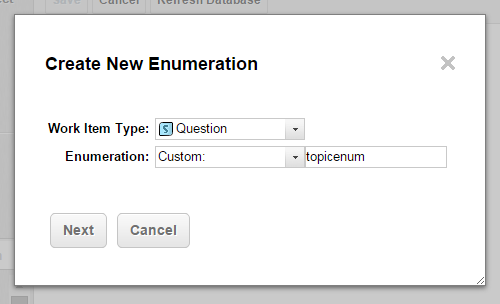 Save Cancel Refresh Database
Create New Enumeration
Work Item Type: Question
Enumeration: Custom: topicenum
Next Cancel